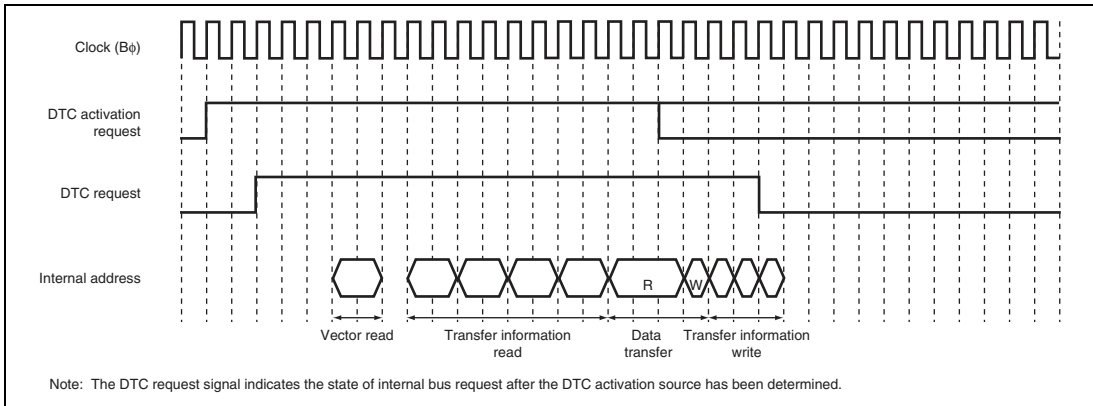 Clock (Bϕ)
DTC activation
request
DTC request
Internal address
R
W
Vector read
Transfer information
read
Data
transfer
Transfer information
write
Note: The DTC request signal indicates the state of internal bus request after the DTC activation source has been determined.